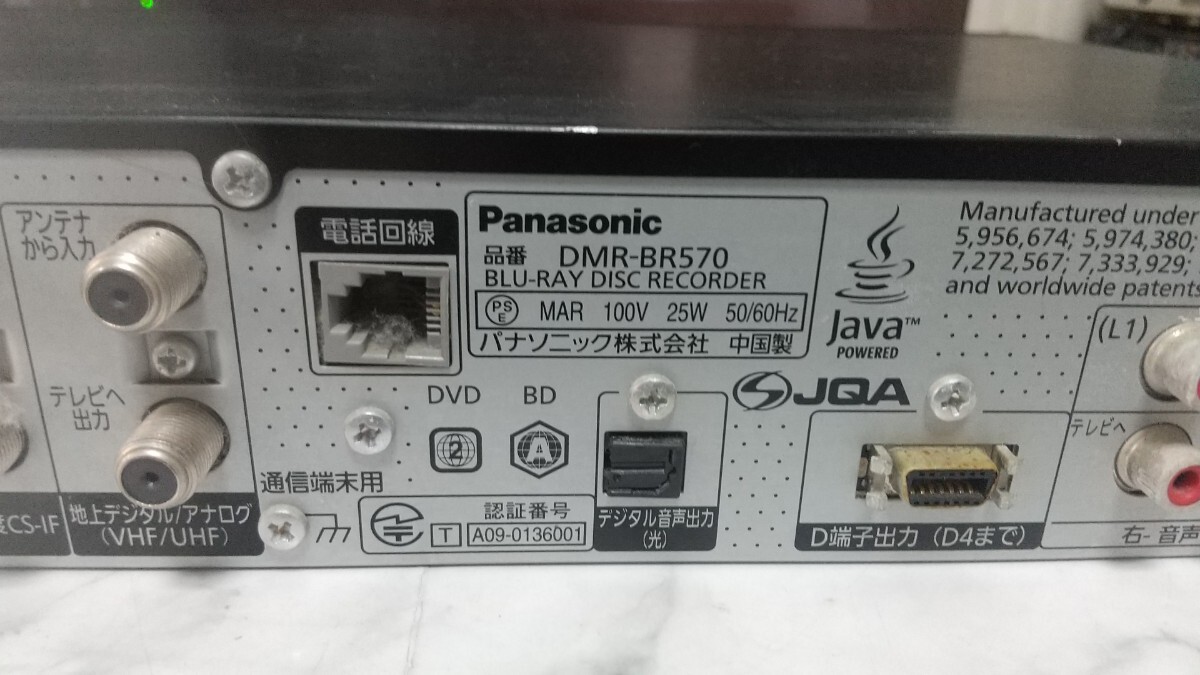 アンテナ
から入力
テレビへ
出力
CS-IF
地上デジタル/アナログ
(VHF/UHF)
電話回線
通信端末用
Panasonic
品番 DMR-BR570
BLU-RAY DISC RECORDER
PS
E
MAR 100V 25W 50/60Hz
パナソニック株式会社 中国製
DVD
2
BD
A
認証番号
T A09-0136001
デジタル音声出力
(光)
Java™
POWERED
JQA
D端子出力 (D4まで)
Manufactured under
5,956,674; 5,974,380;
7,272,567; 7,333,929;
and worldwide patents
(L1)
テレビへ
右- 音声